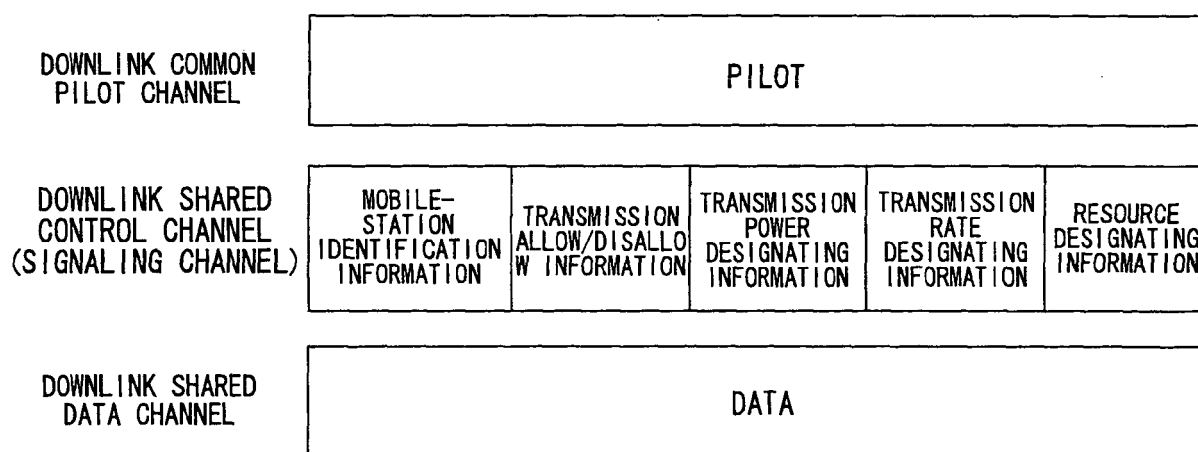 DOWNLINK COMMON
PILOT CHANNEL
PILOT
DOWNLINK SHARED
CONTROL CHANNEL
(SIGNALING CHANNEL)
MOBILE-
STATION
IDENTIFICATION
INFORMATION
TRANSMISSION
ALLOW/DISALLO
W INFORMATION
TRANSMISSION
POWER
DESIGNATING
INFORMATION
TRANSMISSION
RATE
DESIGNATING
INFORMATION
RESOURCE
DESIGNATING
INFORMATION
DOWNLINK SHARED
DATA CHANNEL
DATA